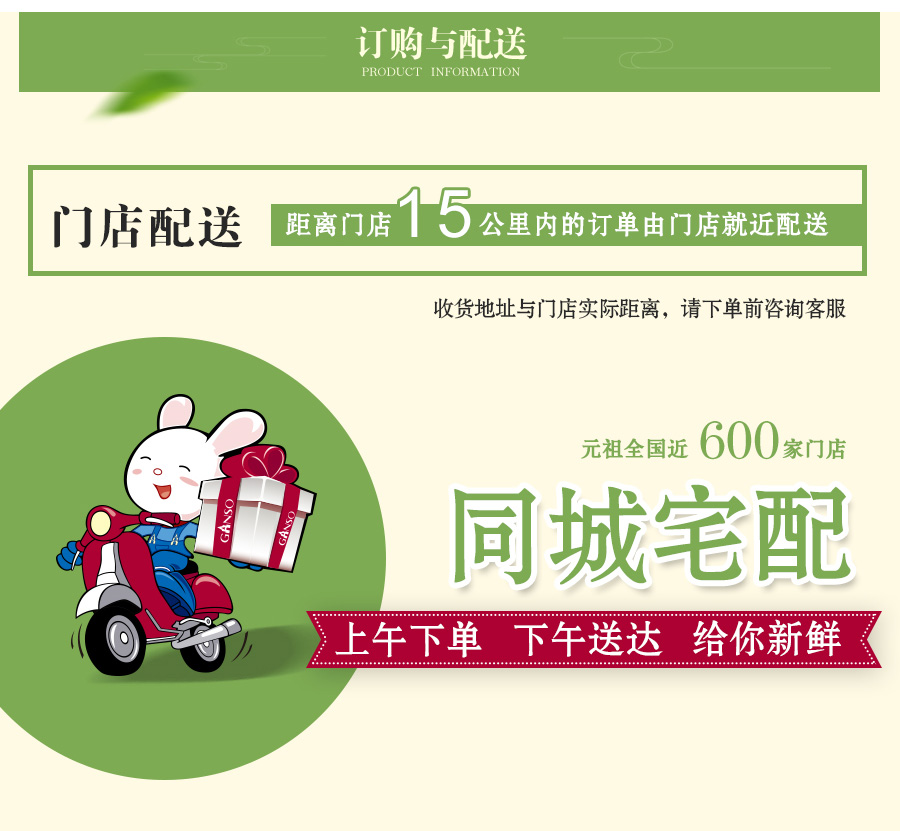 订购与配送
PRODUCT INFORMATION
门店配送
距离门店15公里内的订单由门店就近配送
收货地址与门店实际距离，请下单前咨询客服
元祖全国近 600 家门店
同城宅配
GANSO
GANSO
上午下单 下午送达 给你新鲜